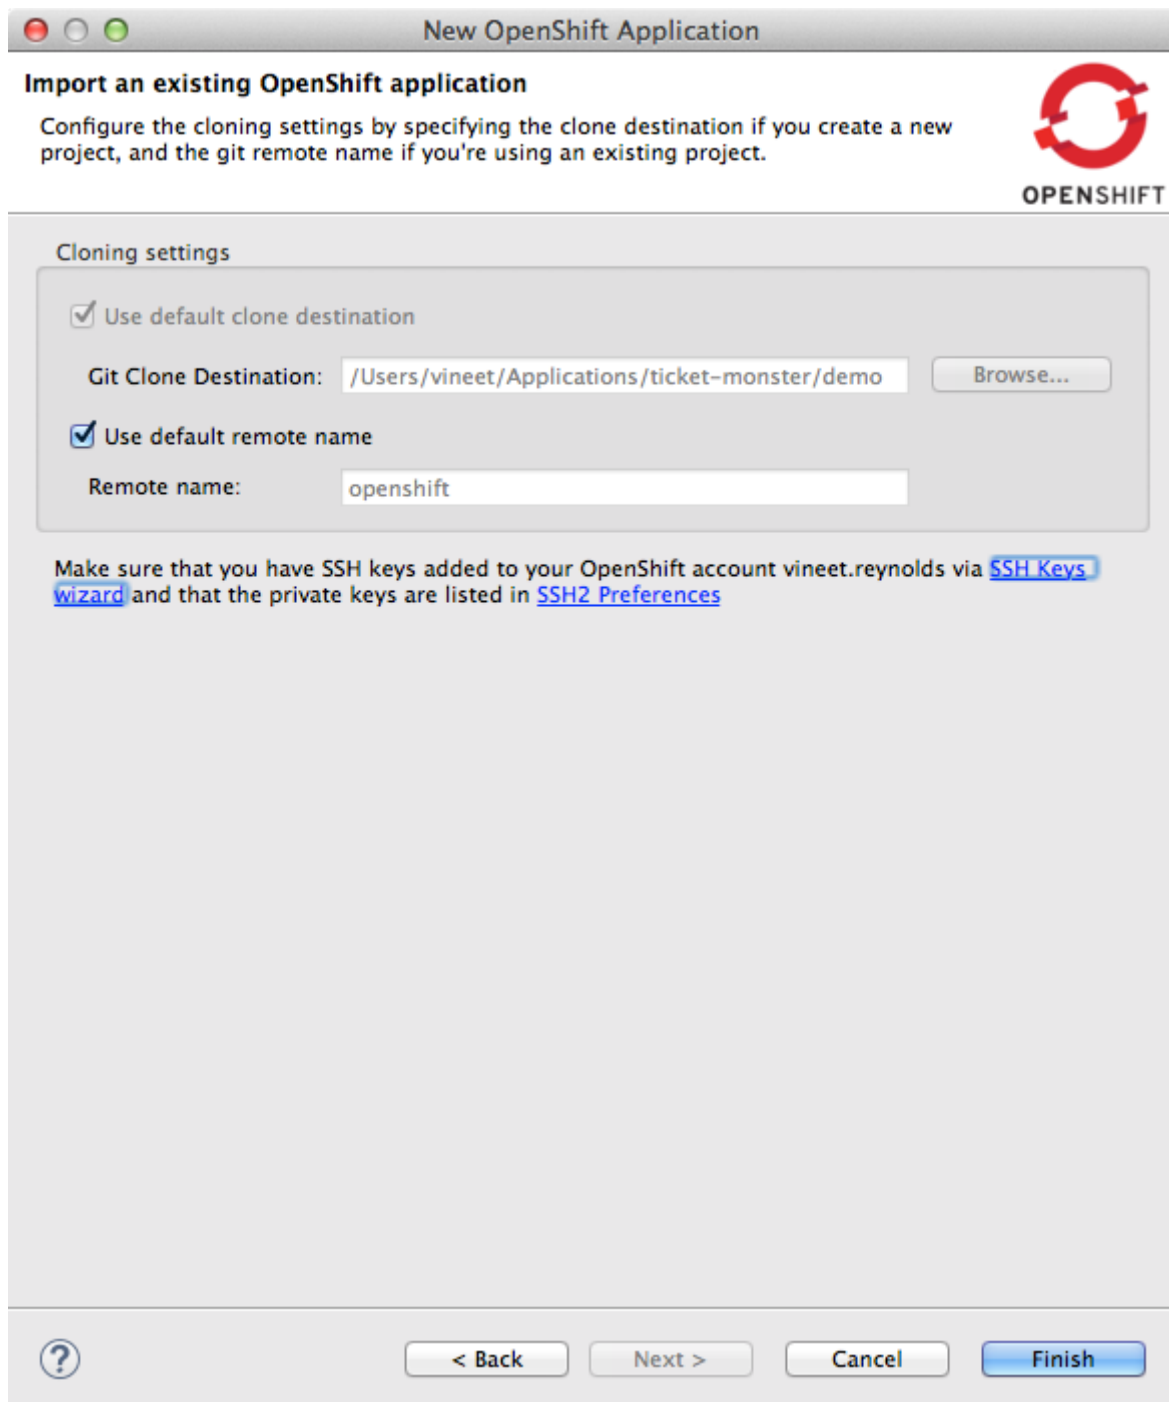 New OpenShift Application
Import an existing OpenShift application
Configure the cloning settings by specifying the clone destination if you create a new
project, and the git remote name if you're using an existing project.
OPENSHIFT
Cloning settings
Use default clone destination
Git Clone Destination: /Users/vineet/Applications/ticket-monster/demo Browse...
Use default remote name
Remote name: openshift
Make sure that you have SSH keys added to your OpenShift account vineet.reynolds via SSH Keys
wizard and that the private keys are listed in SSH2 Preferences
? < Back Next > Cancel Finish